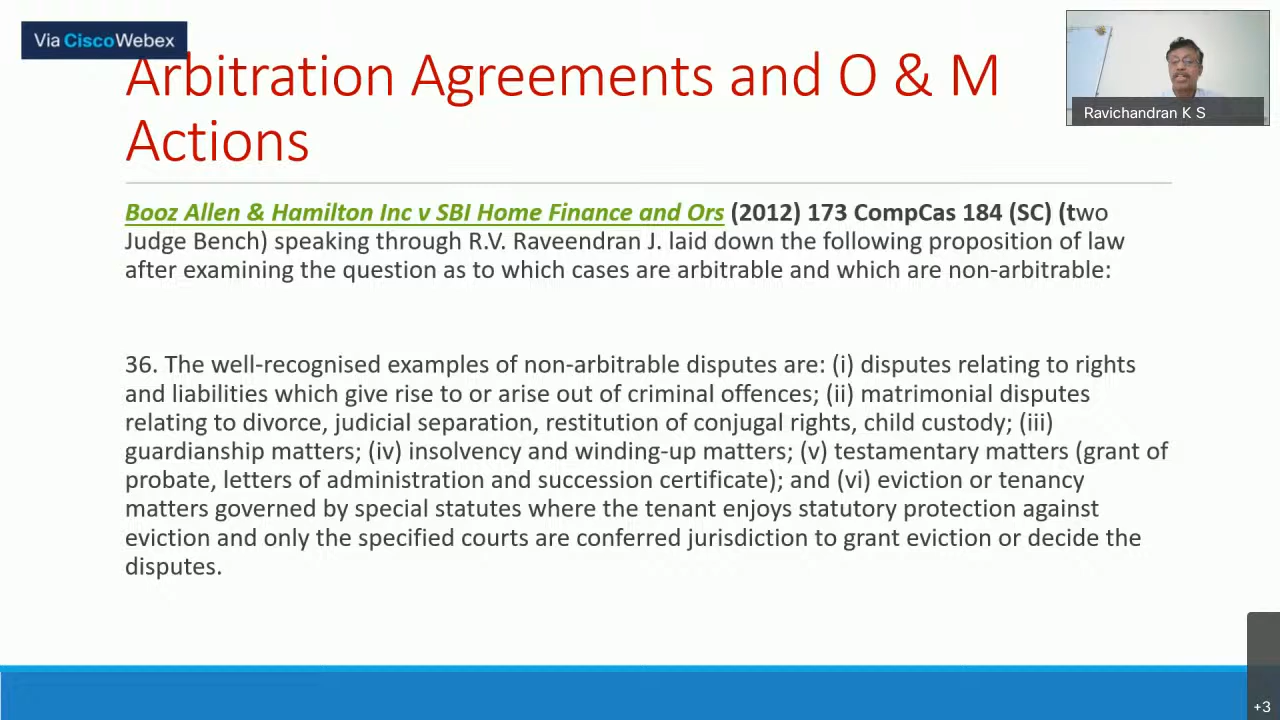 Via CiscoWebex
Arbitration Agreements and O & M
Actions
Ravichandran K S
Booz Allen & Hamilton Inc v SBI Home Finance and Ors (2012) 173 CompCas 184 (SC) (two
Judge Bench) speaking through R.V. Raveendran J. laid down the following proposition of law
after examining the question as to which cases are arbitrable and which are non-arbitrable:
36. The well-recognised examples of non-arbitrable disputes are: (i) disputes relating to rights
and liabilities which give rise to or arise out of criminal offences; (ii) matrimonial disputes
relating to divorce, judicial separation, restitution of conjugal rights, child custody; (iii)
guardianship matters; (iv) insolvency and winding-up matters; (v) testamentary matters (grant of
probate, letters of administration and succession certificate); and (vi) eviction or tenancy
matters governed by special statutes where the tenant enjoys statutory protection against
eviction and only the specified courts are conferred jurisdiction to grant eviction or decide the
disputes.
+3